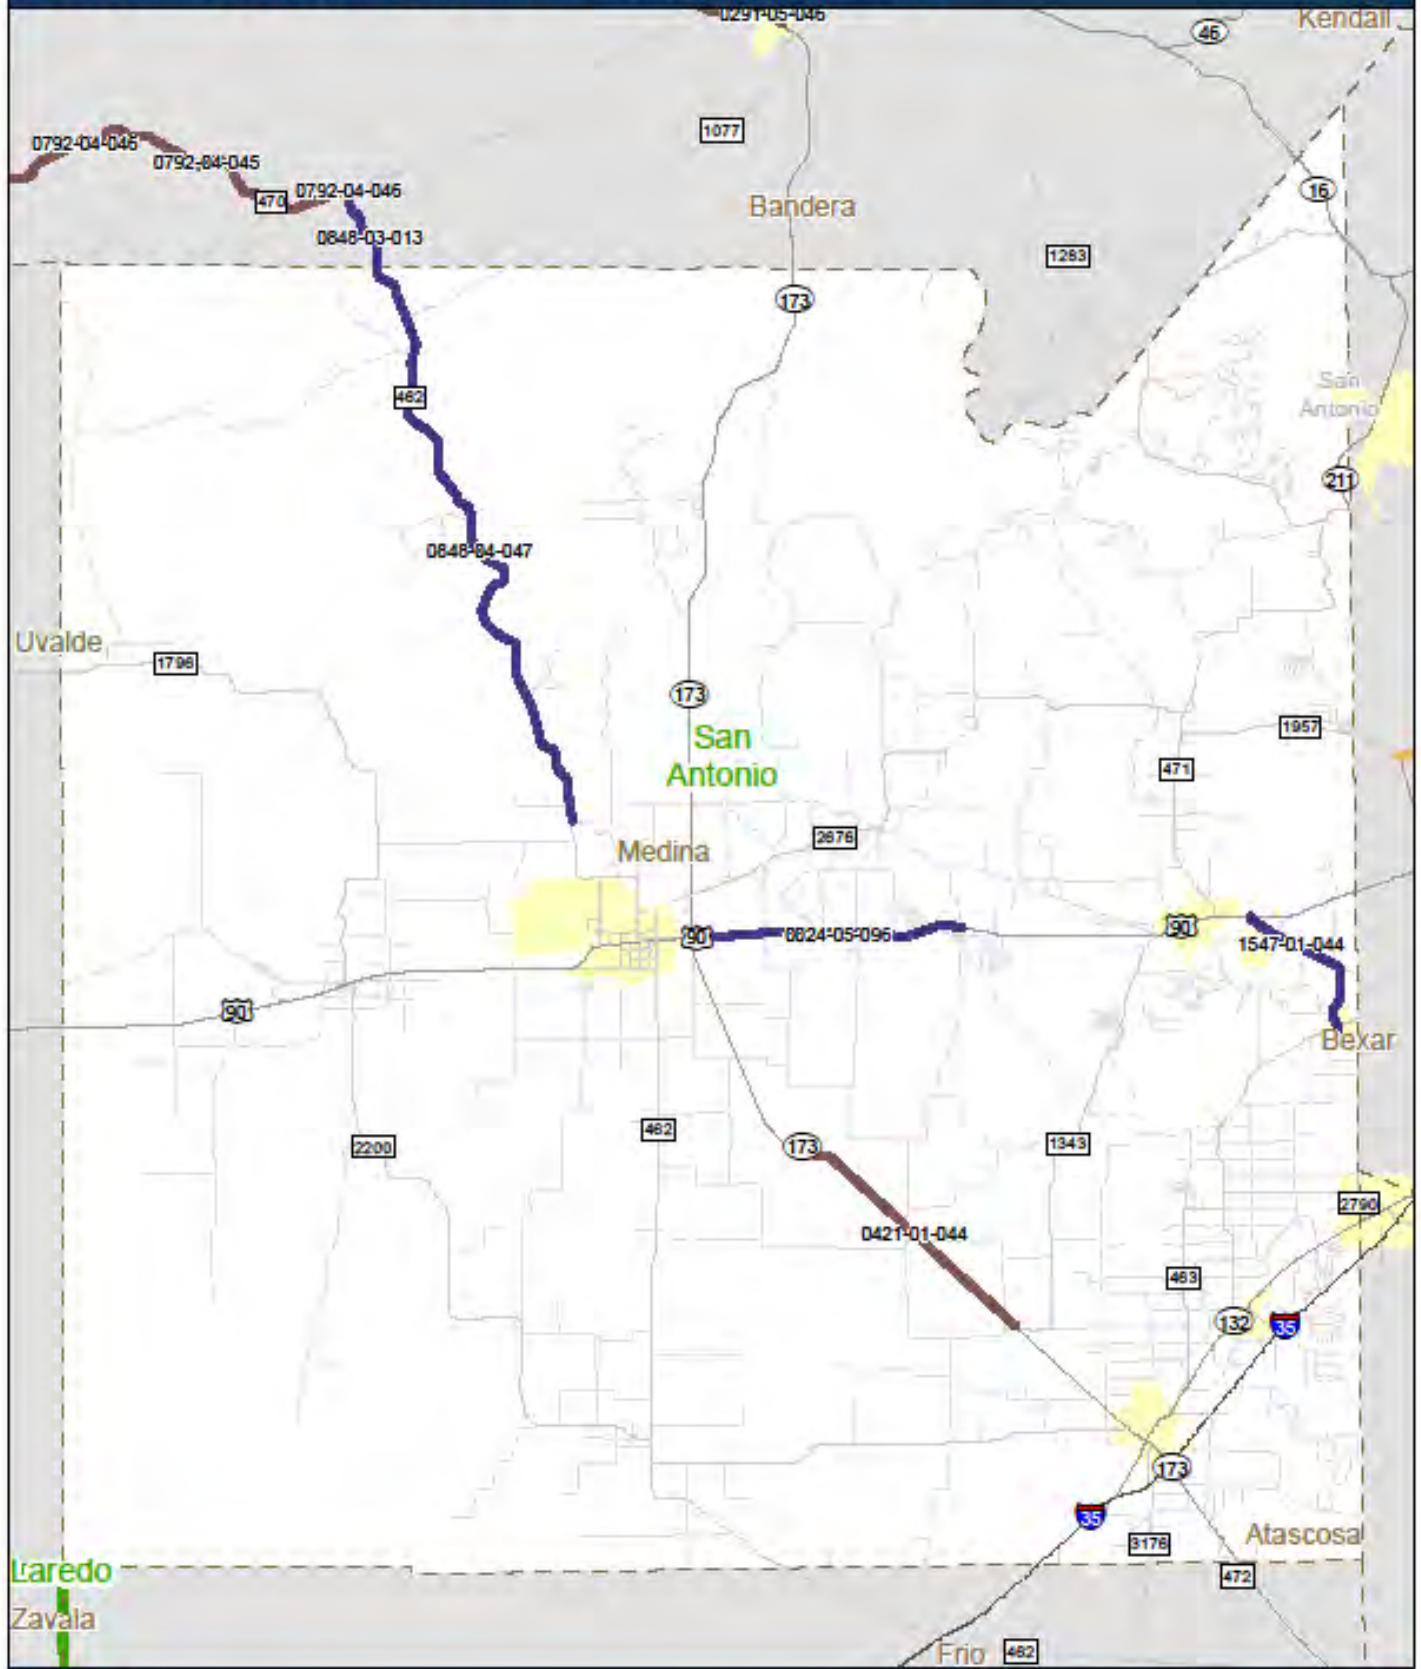 0291-05-046
Kendall
46
1077
0792-04-046
0792-04-045
0792-04-046
470
16
Bandera
0848-03-013
1283
173
San
Antonio
462
211
0848-04-047
Uvalde
1796
173
San
Antonio
1957
471
2676
Medina
90
0024-05-096
90
1547-01-044
90
Bexar
462
2200
173
1343
2790
0421-01-044
463
132
35
173
35
3176
Atascosa
Laredo
472
Zavala
Frio
462